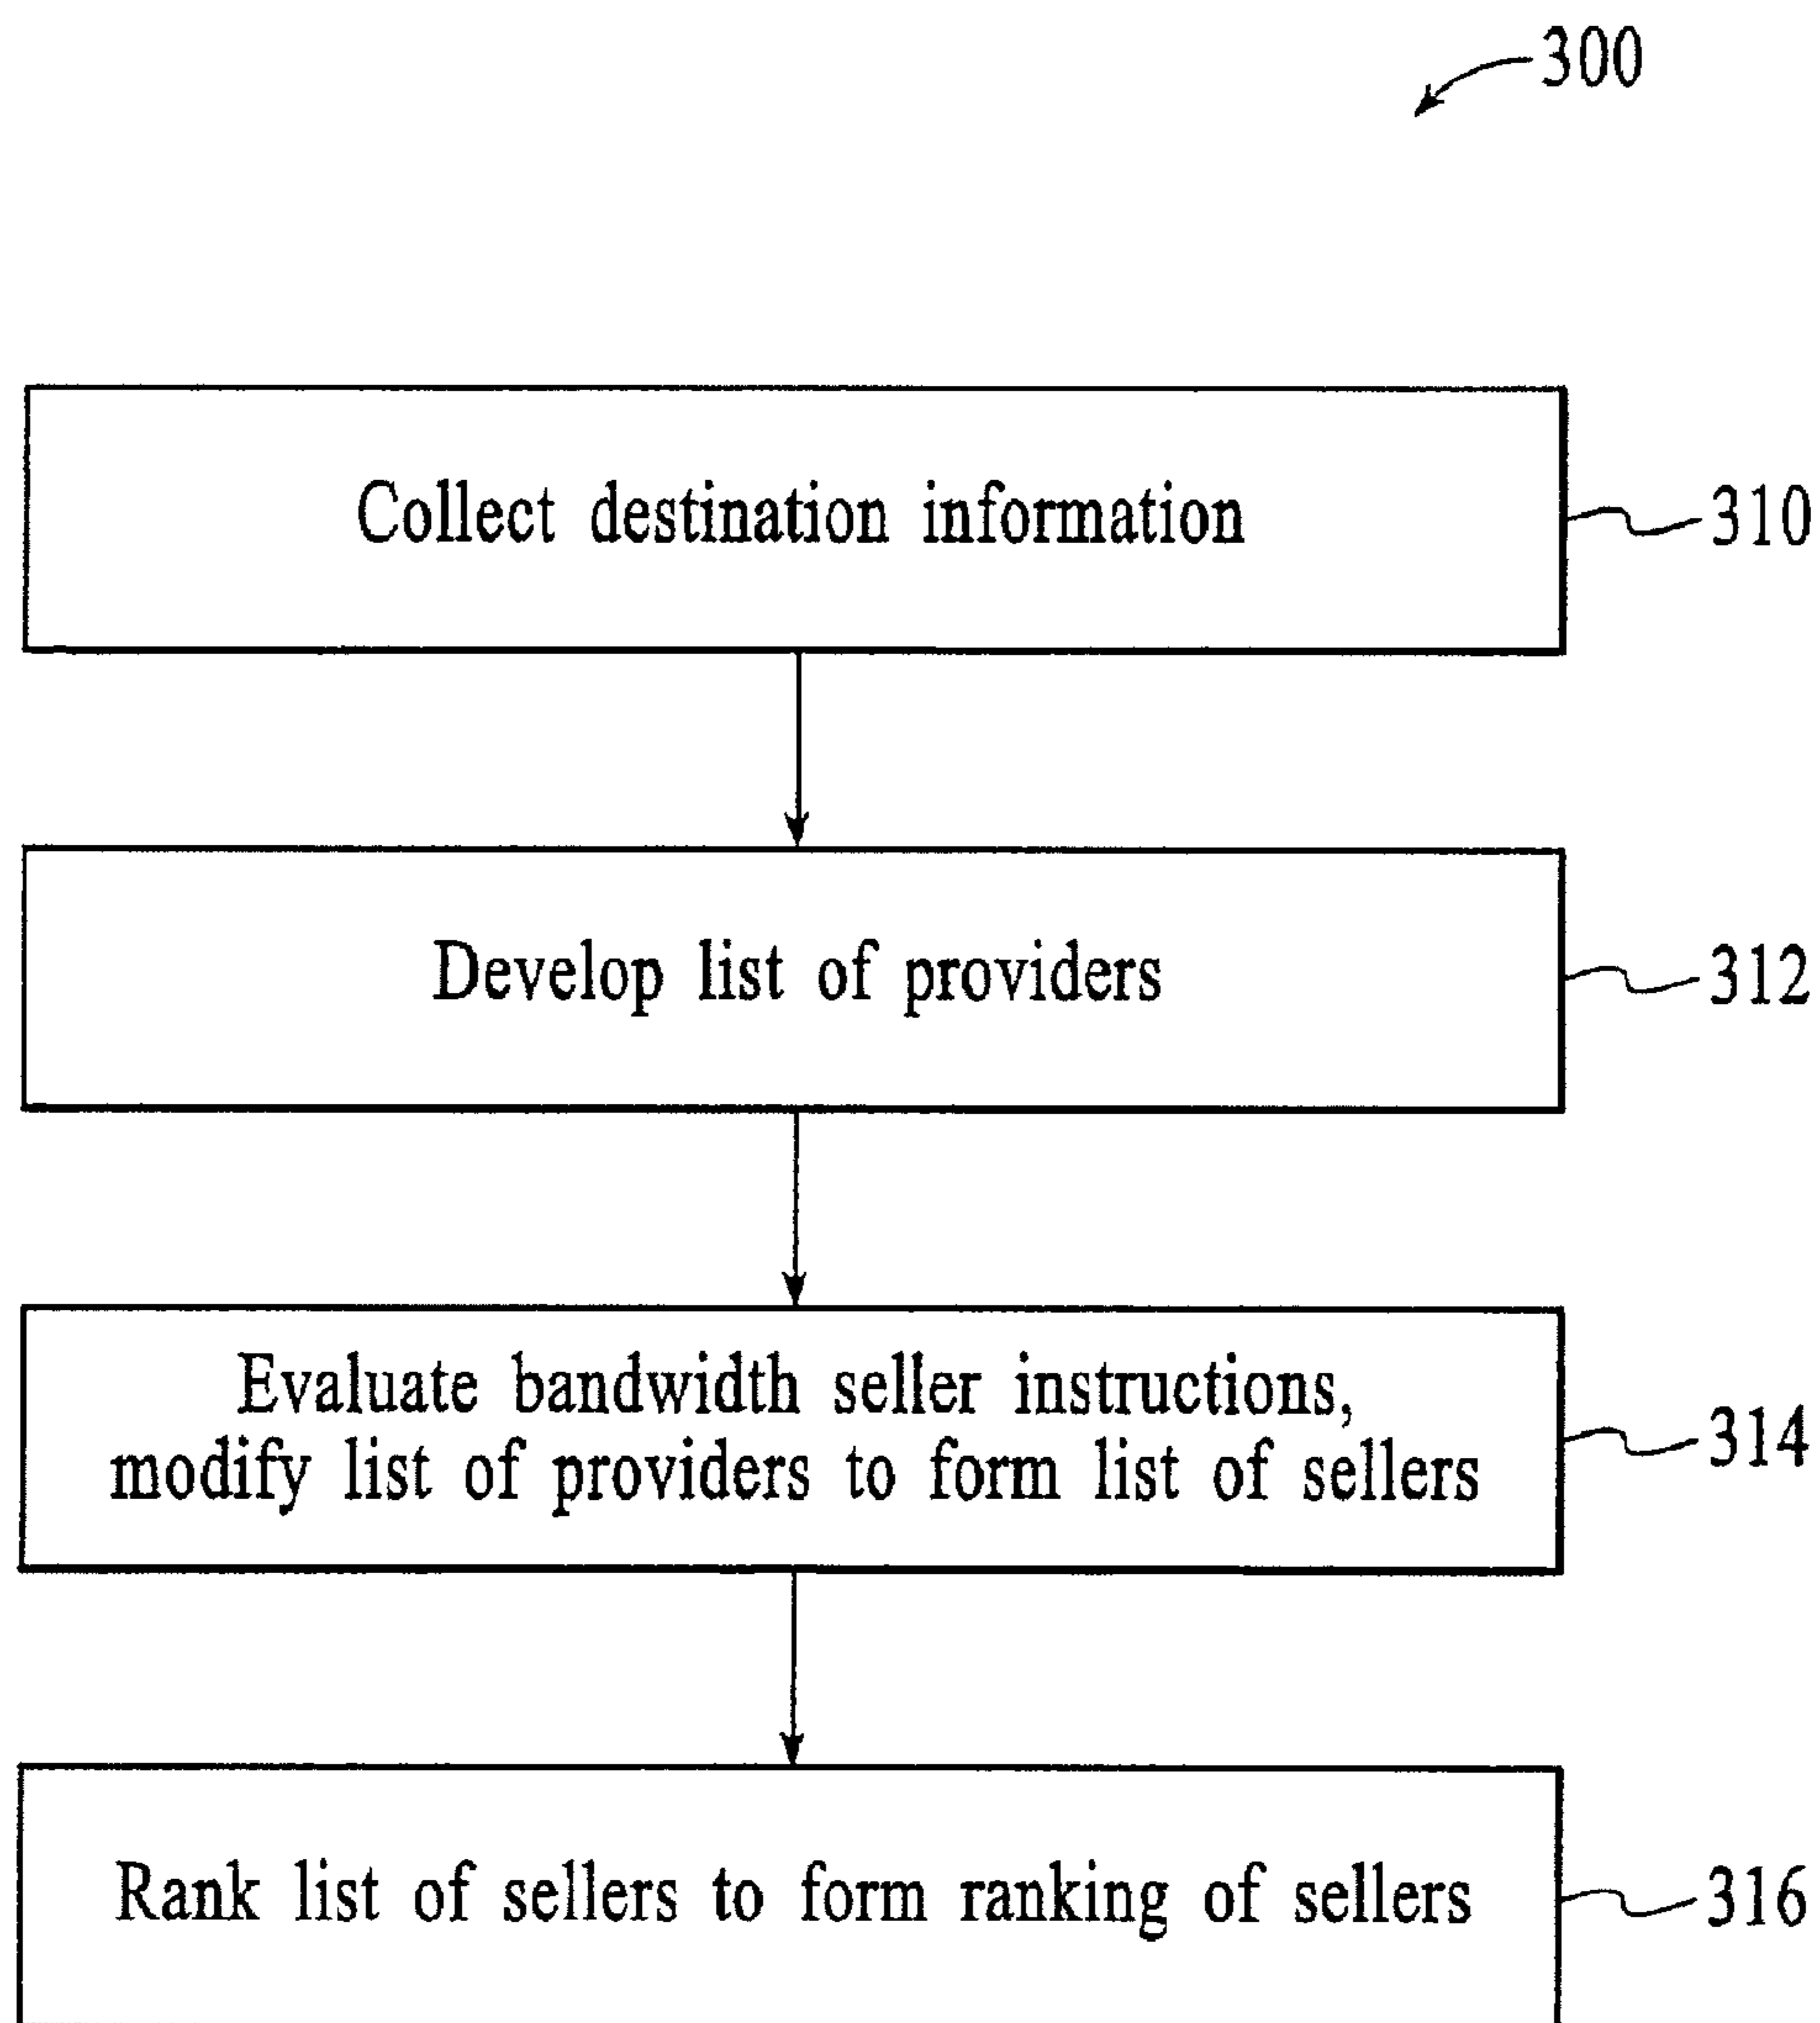 300
Collect destination information
310
Develop list of providers
312
Evaluate bandwidth seller instructions,
modify list of providers to form list of sellers
314
Rank list of sellers to form ranking of sellers
316